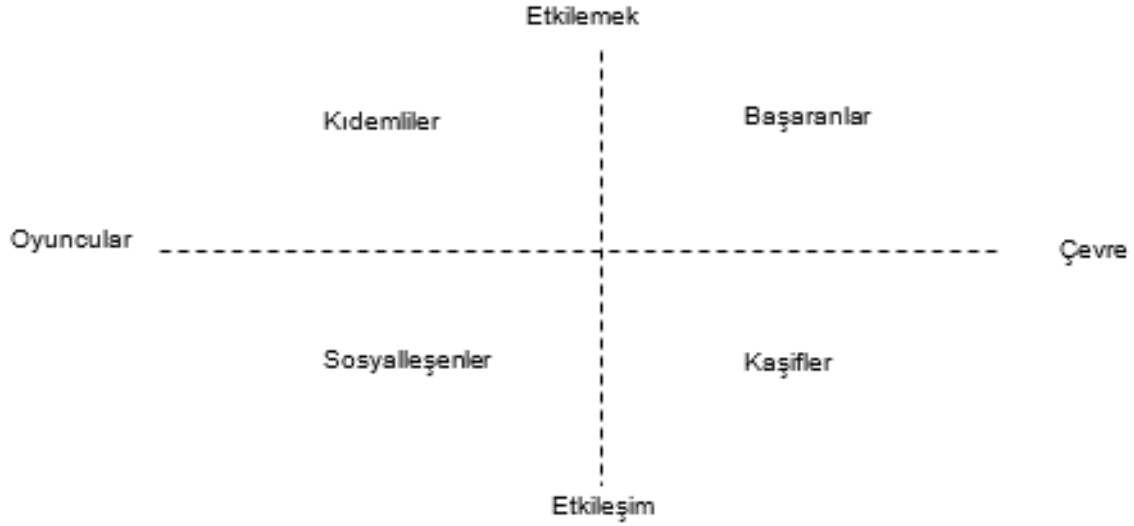 Etkilemek
Kıdemliler
Başaranlar
Oyuncular
Çevre
Sosyalleşenler
Kaşifler
Etkileşim